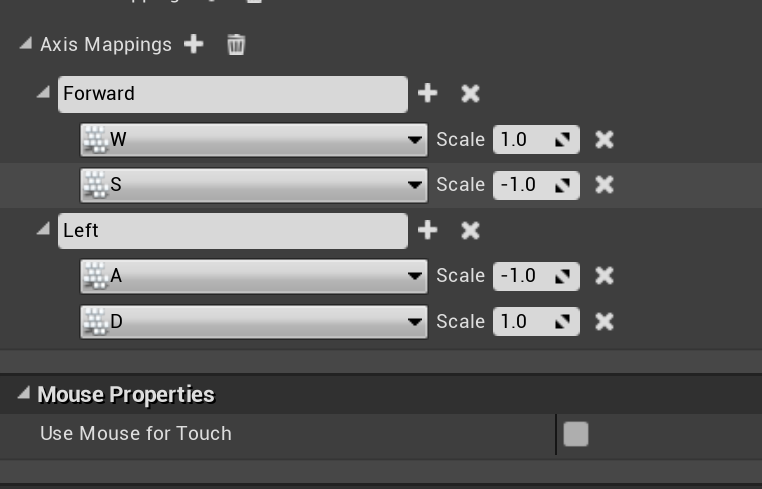 Axis Mappings
Forward
W Scale 1.0
S Scale -1.0
Left
A Scale -1.0
D Scale 1.0
Mouse Properties
Use Mouse for Touch